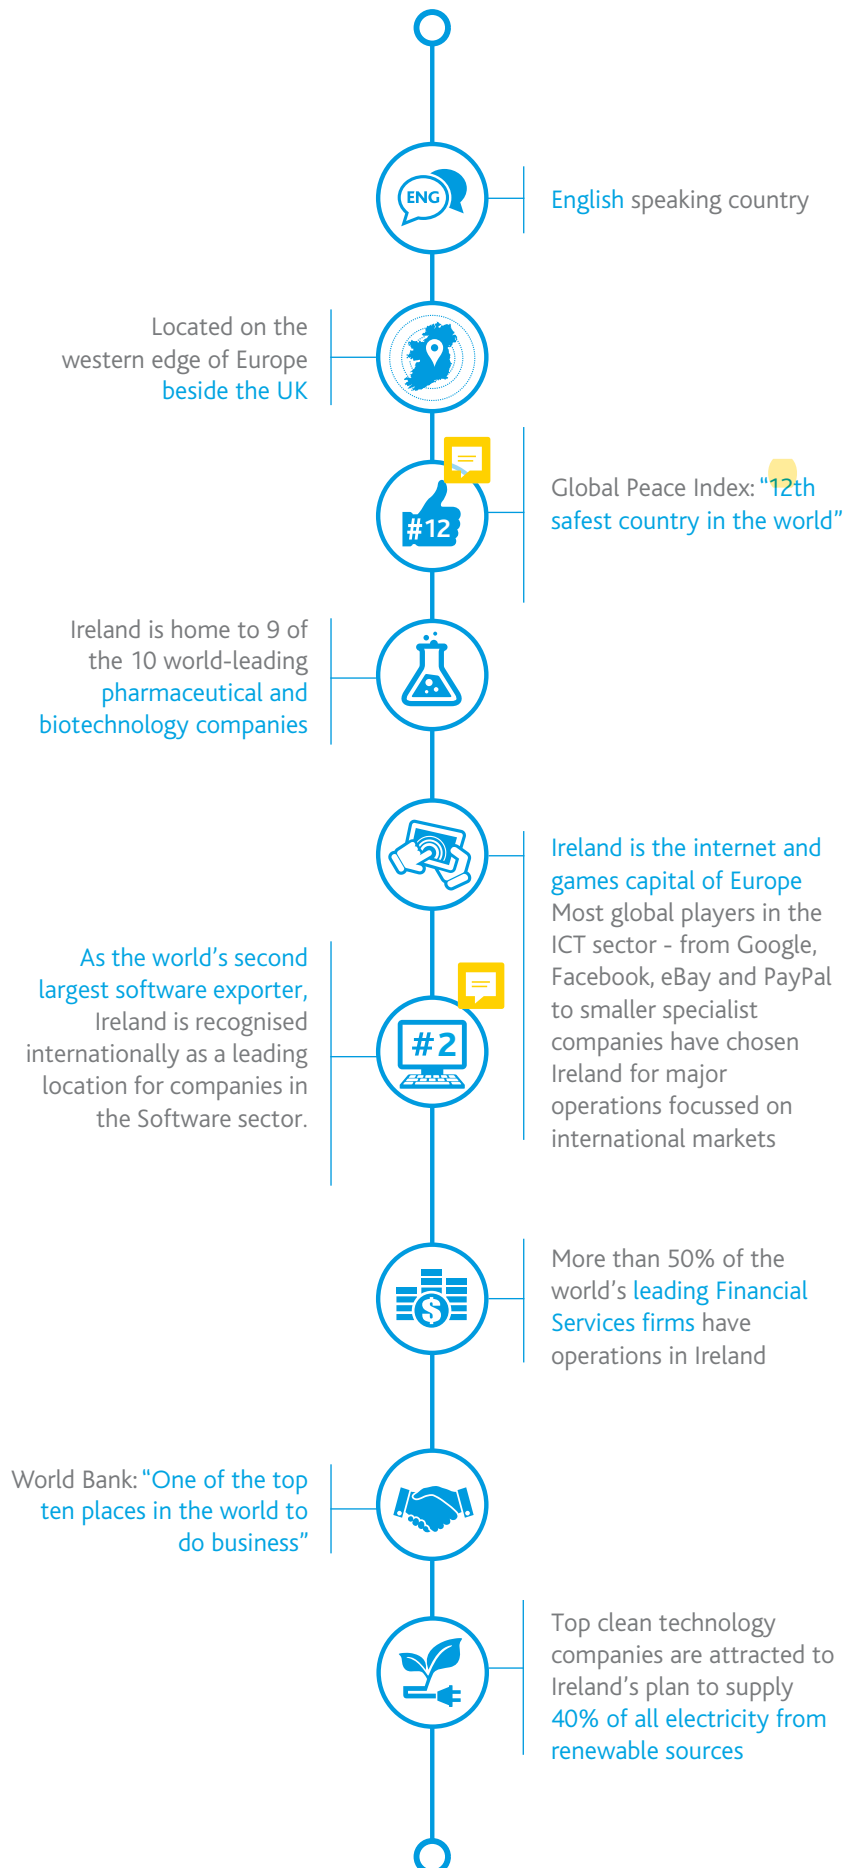 ENG
English speaking country
Located on the
western edge of Europe
beside the UK
#12
Global Peace Index: “12th
safest country in the world”
Ireland is home to 9 of
the 10 world-leading
pharmaceutical and
biotechnology companies
Ireland is the internet and
games capital of Europe
Most global players in the
ICT sector - from Google,
Facebook, eBay and PayPal
to smaller specialist
companies have chosen
Ireland for major
operations focussed on
international markets
As the world’s second
largest software exporter,
Ireland is recognised
internationally as a leading
location for companies in
the Software sector.
#2
More than 50% of the
world’s leading Financial
Services firms have
operations in Ireland
$
World Bank: “One of the top
ten places in the world to
do business”
Top clean technology
companies are attracted to
Ireland’s plan to supply
40% of all electricity from
renewable sources